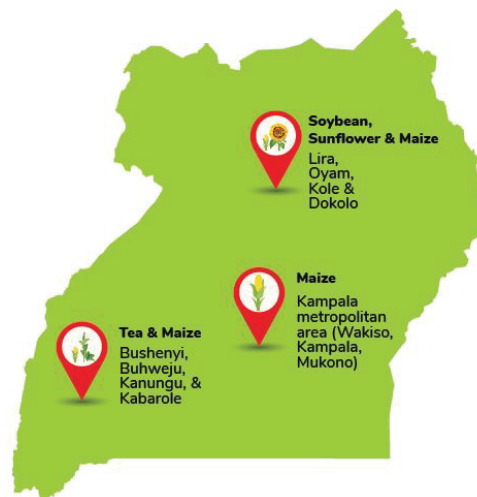 Soybean,
Sunflower & Maize
Lira,
Oyam,
Kole &
Dokolo
Maize
Kampala
metropolitan
area (Wakiso,
Kampala,
Mukono)
Tea & Maize
Bushenyi,
Buhweju,
Kanungu, &
Kabarole